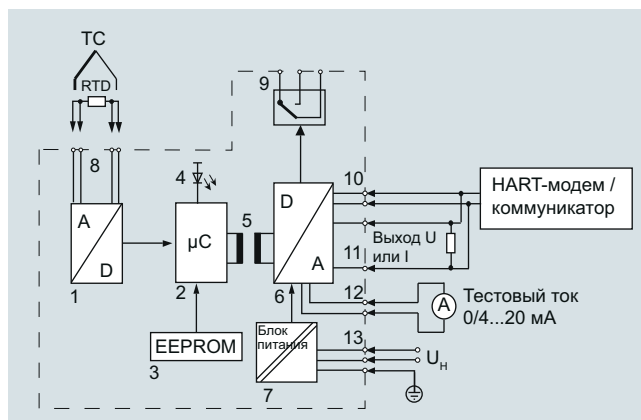 TC
RTD
9
8
4
10
HART-модем /
коммуникатор
A
D
5
D
µC
Выход U
или I
11
A
12
1
2
6
Тестовый ток
0/4...20 мА
A
EEPROM
Блок
питания
13
U_H
3
7